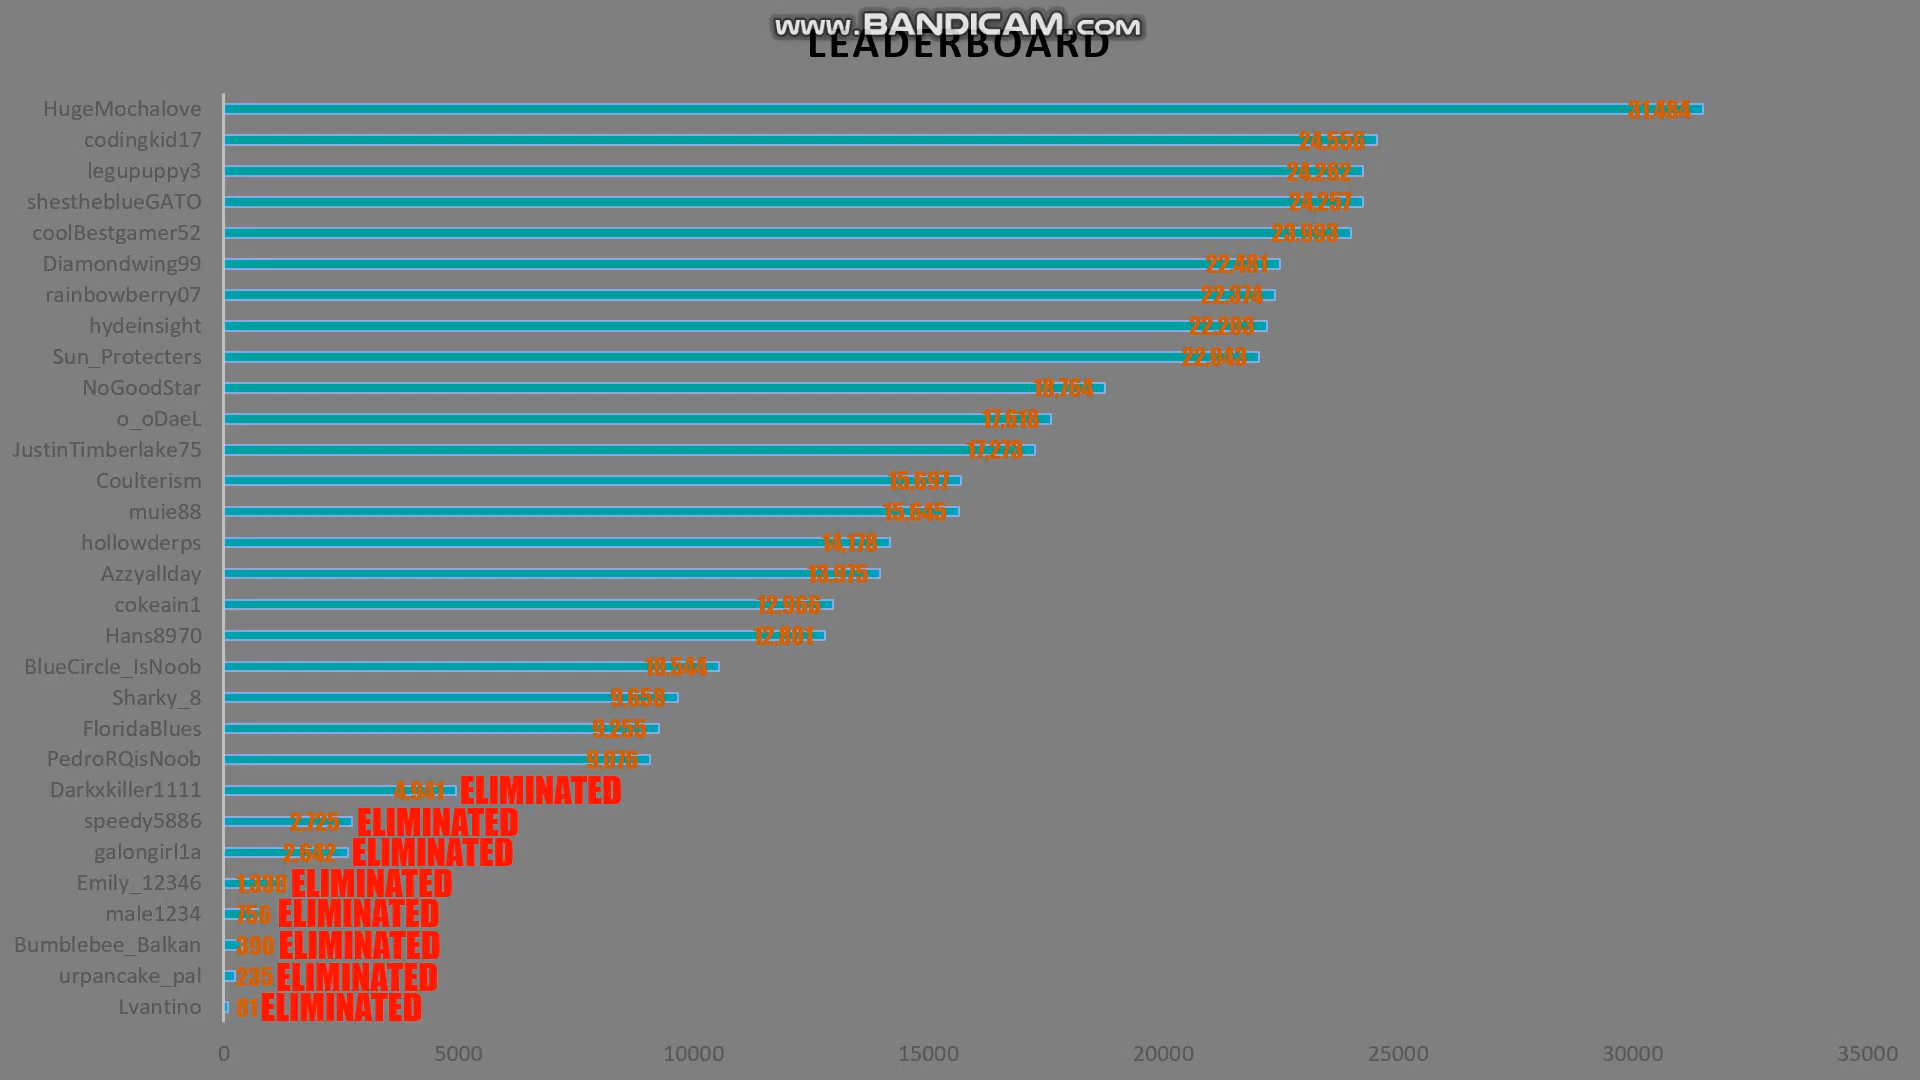 www.BANDICAM.com
LEADERBOARD
HugeMochalove 31,484
codingkid17 24,556
legupuppy3 24,262
shestheblueGATO 24,257
coolBestgamer52 23,993
Diamondwing99 22,481
rainbowberry07 22,374
hydeinsight 22,203
Sun_Protecters 22,043
NoGoodStar 18,764
o_oDaeL 17,618
JustinTimberlake75 17,273
Coulterism 15,697
muie88 15,645
hollowderps 14,178
Azzyallday 13,975
cokeain1 12,966
Hans8970 12,801
BlueCircle_IsNoob 10,544
Sharky_8 9,658
FloridaBlues 9,255
PedroRQisNoob 9,076
Darkxkiller1111 4,941 ELIMINATED
speedy5886 2,725 ELIMINATED
galongirl1a 2,642 ELIMINATED
Emily_12346 ELIMINATED
male1234 756 ELIMINATED
Bumblebee_Balkan 390 ELIMINATED
urpancake_pal 235 ELIMINATED
Lvantino ELIMINATED
0 5000 10000 15000 20000 25000 30000 35000